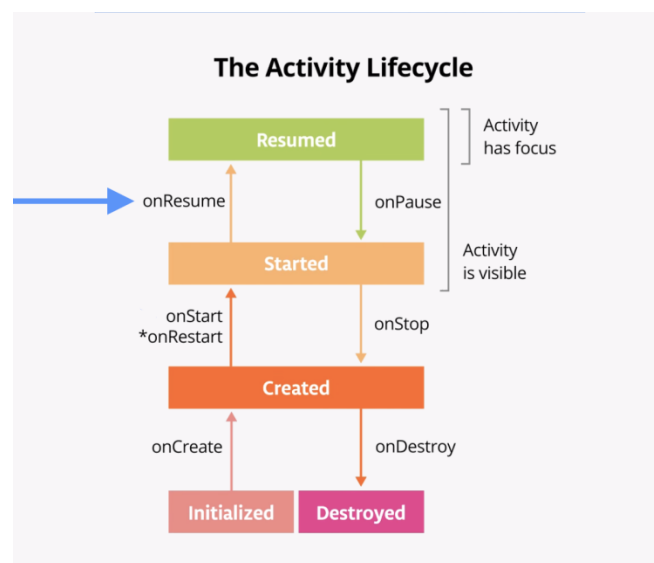 The Activity Lifecycle
Resumed
Activity
has focus
onResume
onPause
Started
Activity
is visible
onStart
*onRestart
onStop
Created
onCreate
onDestroy
Initialized
Destroyed